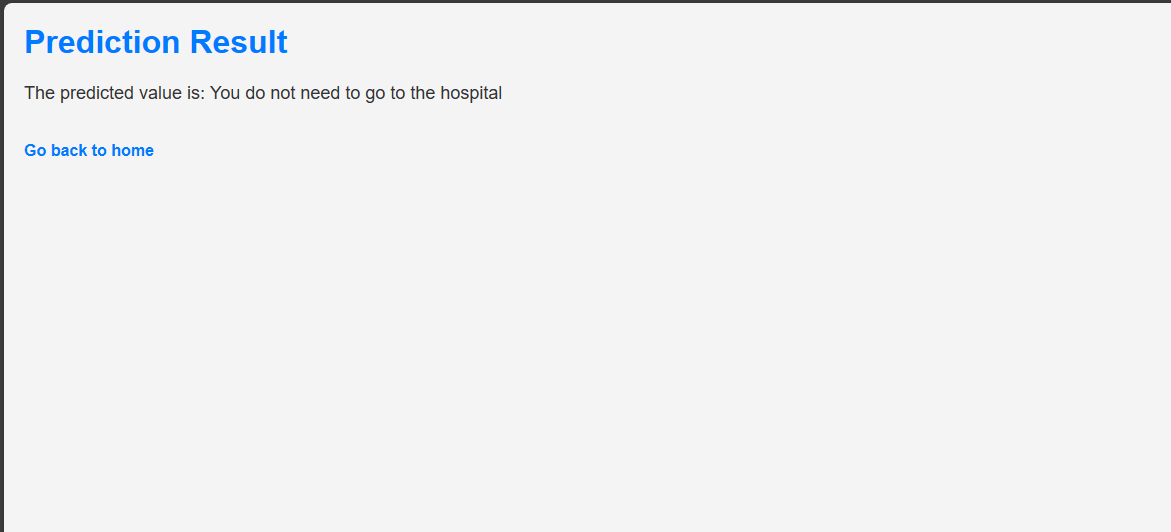 Prediction Result
The predicted value is: You do not need to go to the hospital
Go back to home